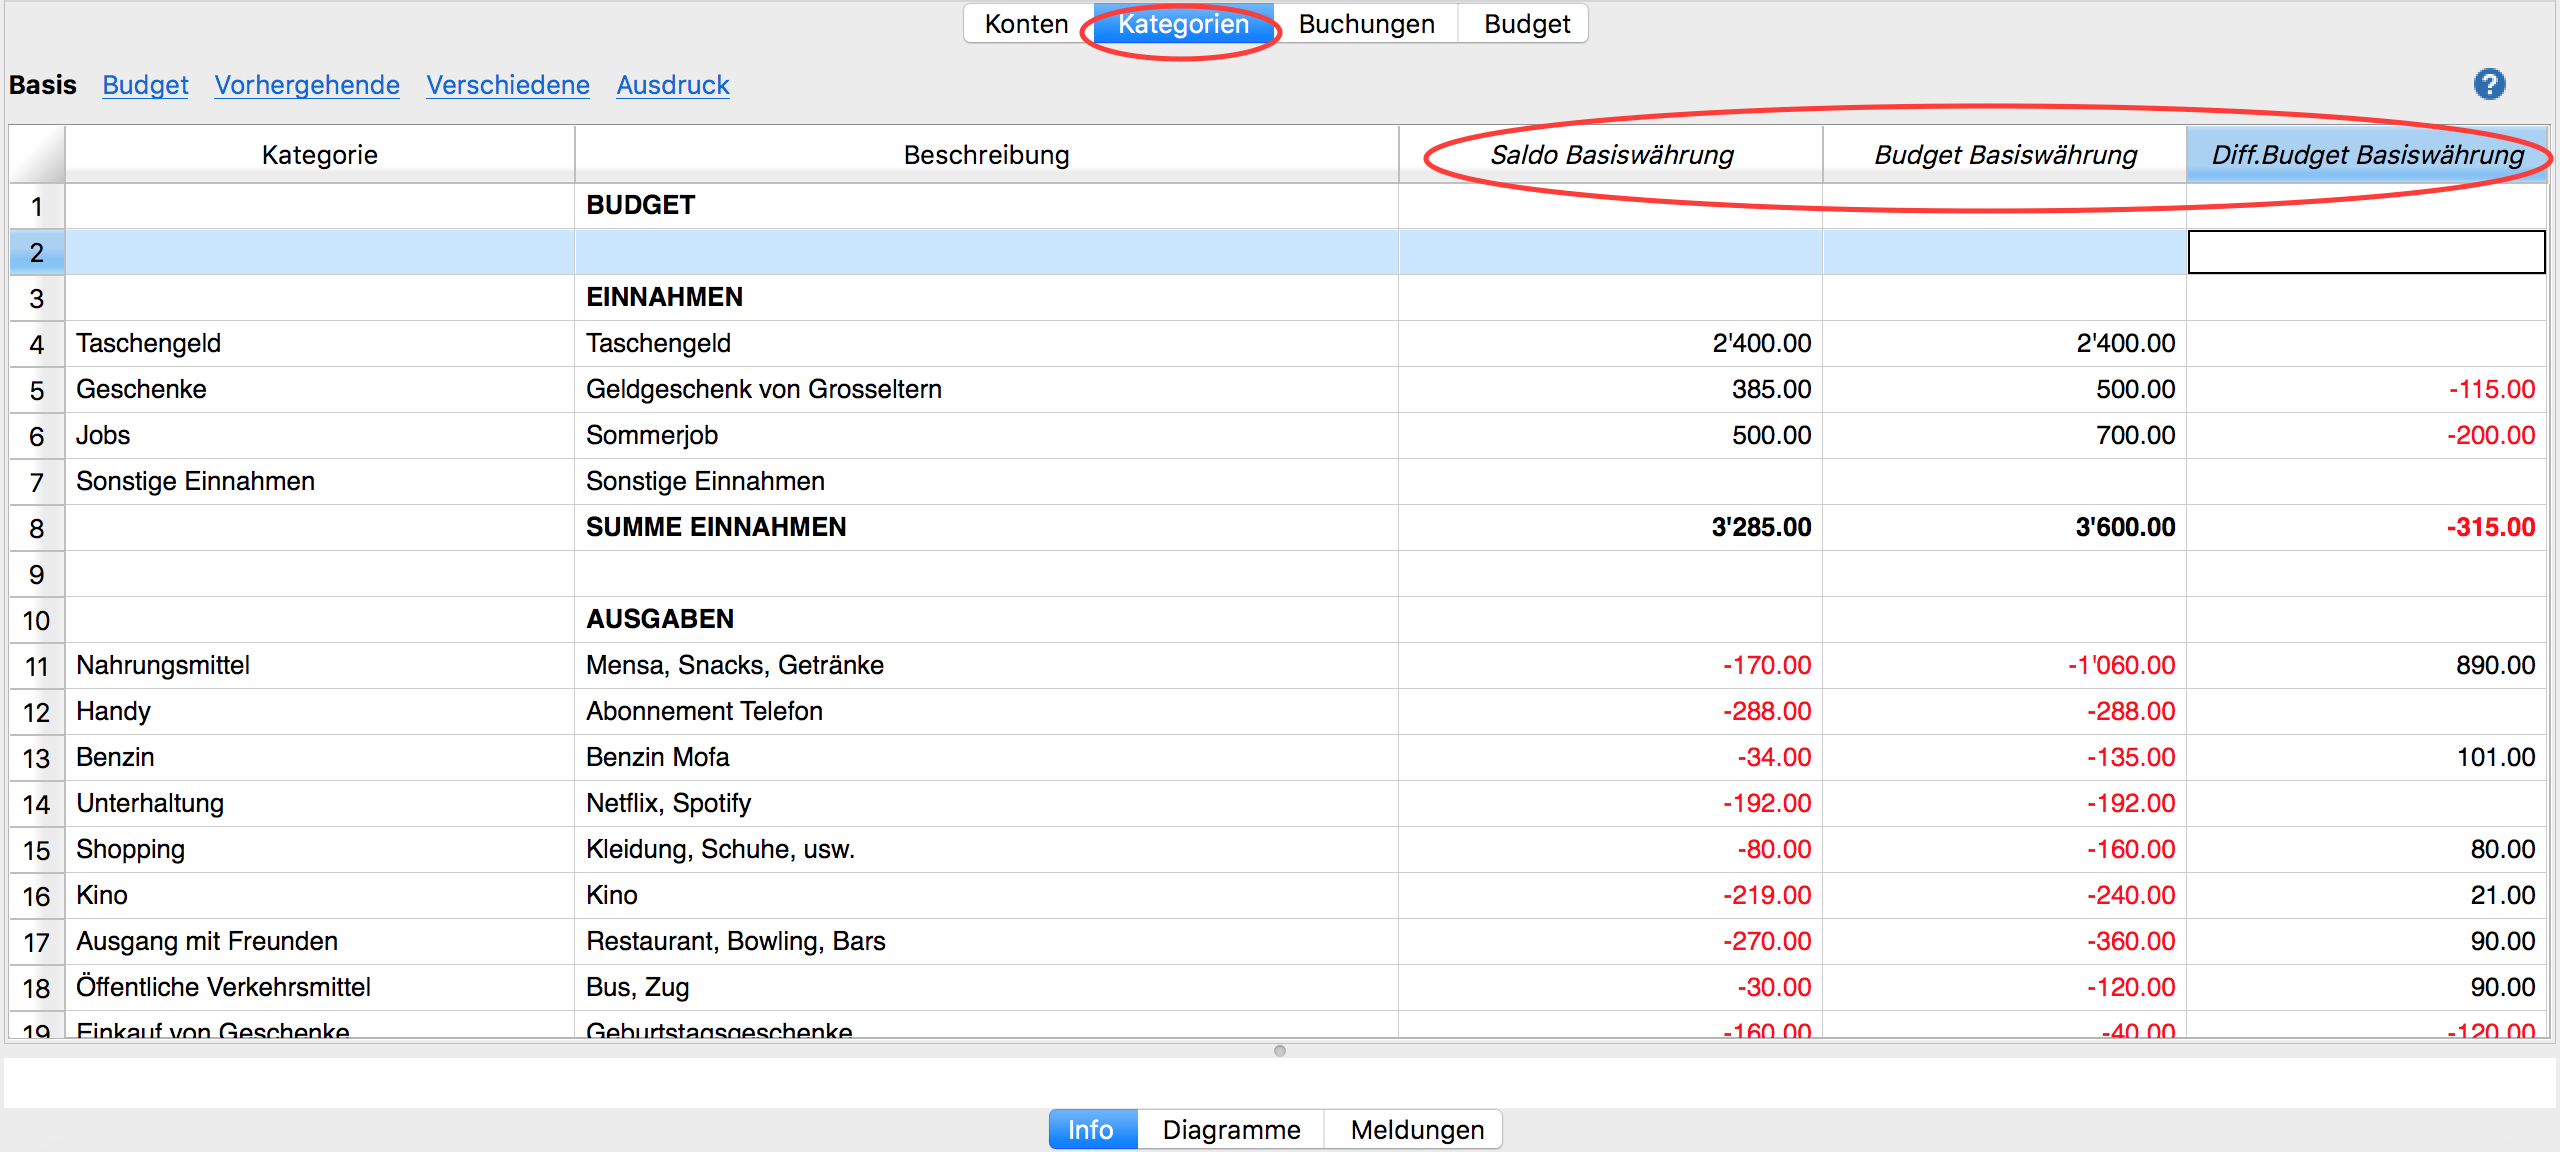 Konten Kategorien Buchungen Budget
Basis Budget Vorhergehende Verschiedene Ausdruck ?
Kategorie Beschreibung Saldo Basiswährung Budget Basiswährung Diff.Budget Basiswährung
1 BUDGET
2
3 EINNAHMEN
4 Taschengeld Taschengeld 2'400.00 2'400.00
5 Geschenke Geldgeschenk von Grosseltern 385.00 500.00 -115.00
6 Jobs Sommerjob 500.00 700.00 -200.00
7 Sonstige Einnahmen Sonstige Einnahmen
8 SUMME EINNAHMEN 3'285.00 3'600.00 -315.00
9
10 AUSGABEN
11 Nahrungsmittel Mensa, Snacks, Getränke -170.00 -1'060.00 890.00
12 Handy Abonnement Telefon -288.00 -288.00
13 Benzin Benzin Mofa -34.00 -135.00 101.00
14 Unterhaltung Netflix, Spotify -192.00 -192.00
15 Shopping Kleidung, Schuhe, usw. -80.00 -160.00 80.00
16 Kino Kino -219.00 -240.00 21.00
17 Ausgang mit Freunden Restaurant, Bowling, Bars -270.00 -360.00 90.00
18 Öffentliche Verkehrsmittel Bus, Zug -30.00 -120.00 90.00
19 Einkauf von Geschenke Geburtstagsgeschenke -160.00 -40.00 -120.00
Info Diagramme Meldungen